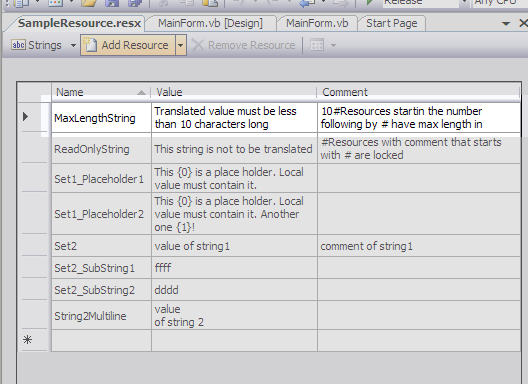 Release
Any CPU
SampleResource.resx
MainForm.vb [Design]
MainForm.vb
Start Page
abc Strings
Add Resource
Remove Resource
Name
Value
Comment
MaxLengthString
Translated value must be less
than 10 characters long
10#Resources startin the number
following by # have max length in
ReadOnlyString
This string is not to be translated
#Resources with comment that starts
with # are locked
Set1_Placeholder1
This {0} is a place holder. Local
value must contain it.
Set1_Placeholder2
This {0} is a place holder. Local
value must contain it. Another
one {1}!
Set2
value of string1
comment of string1
Set2_SubString1
ffff
Set2_SubString2
dddd
String2Multiline
value
of string 2